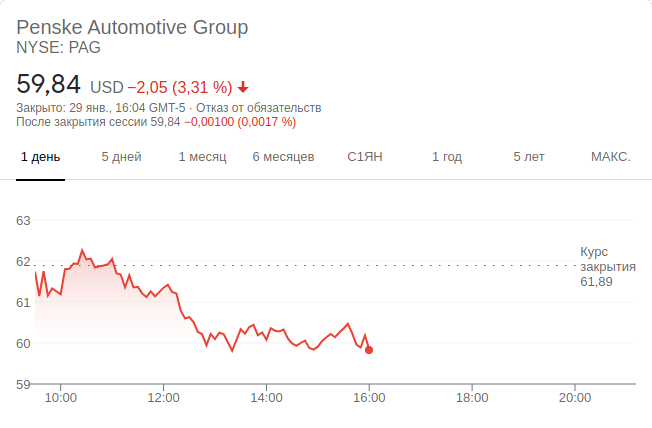 Penske Automotive Group
NYSE: PAG
59,84 USD −2,05 (3,31 %)
Закрыто: 29 янв., 16:04 GMT-5 · Отказ от обязательств
После закрытия сессии 59,84 −0,00100 (0,0017 %)
1 день 5 дней 1 месяц 6 месяцев С1ЯН 1 год 5 лет МАКС.
63
62
61
60
59
Курс
закрытия
61,89
10:00 12:00 14:00 16:00 18:00 20:00